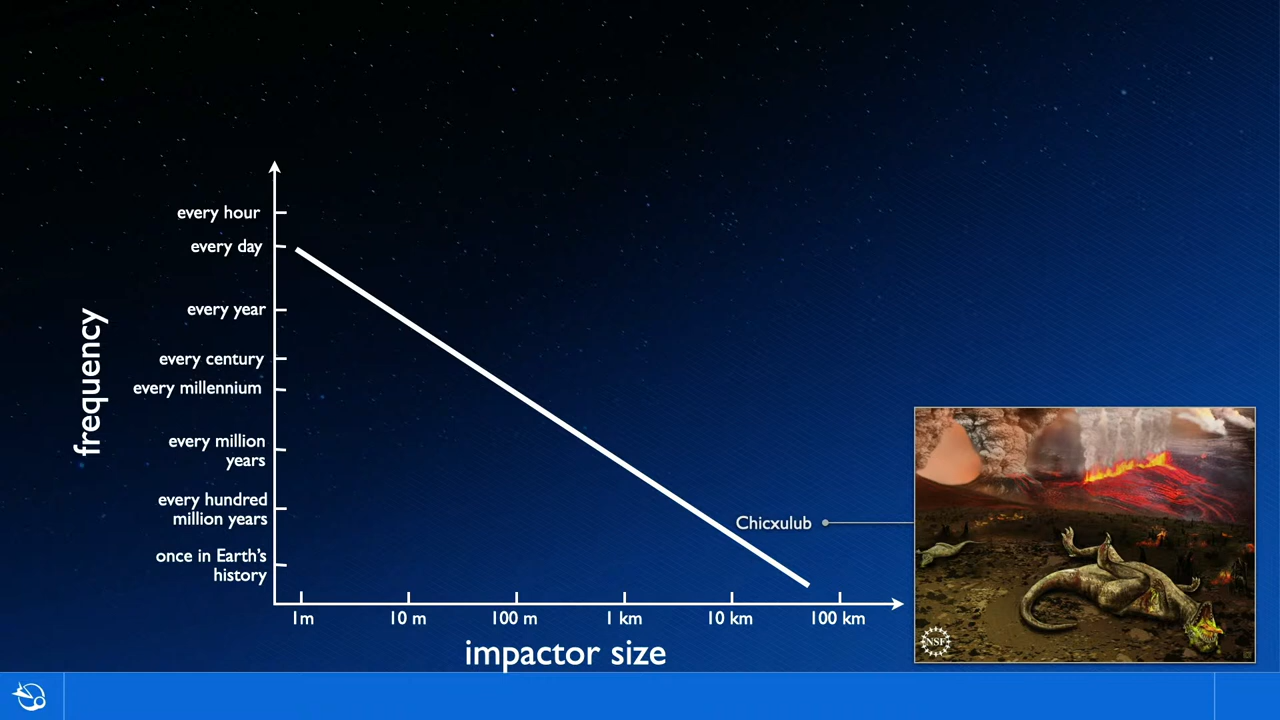 every hour
every day
every year
every century
every millennium
every million
years
every hundred
million years
once in Earth's
history
frequency
1m
10 m
100 m
1 km
10 km
100 km
impactor size
Chicxulub
NSF